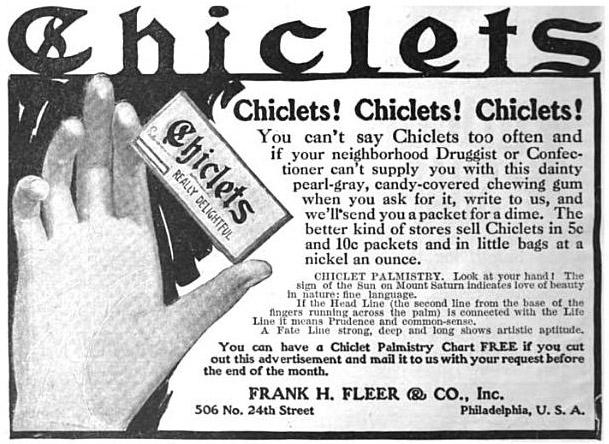 Chiclets
Chiclets! Chiclets! Chiclets!
You can't say Chiclets too often and
if your neighborhood Druggist or Confec-
tioner can't supply you with this dainty
pearl-gray, candy-covered chewing gum
when you ask for it, write to us, and
we'll send you a packet for a dime. The
better kind of stores sell Chiclets in 5c
and 10c packets and in little bags at a
nickel an ounce.
Chiclets
REALLY DELIGHTFUL
CHICLET PALMISTRY. Look at your hand! The
sign of the Sun on Mount Saturn indicates love of beauty
in nature: fine language.
If the Head Line (the second line from the base of the
fingers running across the palm) is connected with the Life
Line it means Prudence and common-sense.
A Fate Line strong, deep and long shows artistic aptitude.
You can have a Chiclet Palmistry Chart FREE if you cut
out this advertisement and mail it to us with your request before
the end of the month.
FRANK H. FLEER & CO., Inc.
506 No. 24th Street Philadelphia, U. S. A.